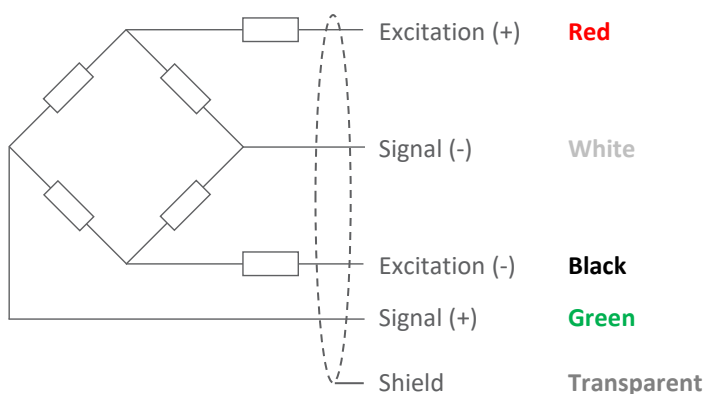 Excitation (+) Red
Signal (-) White
Excitation (-) Black
Signal (+) Green
Shield Transparent